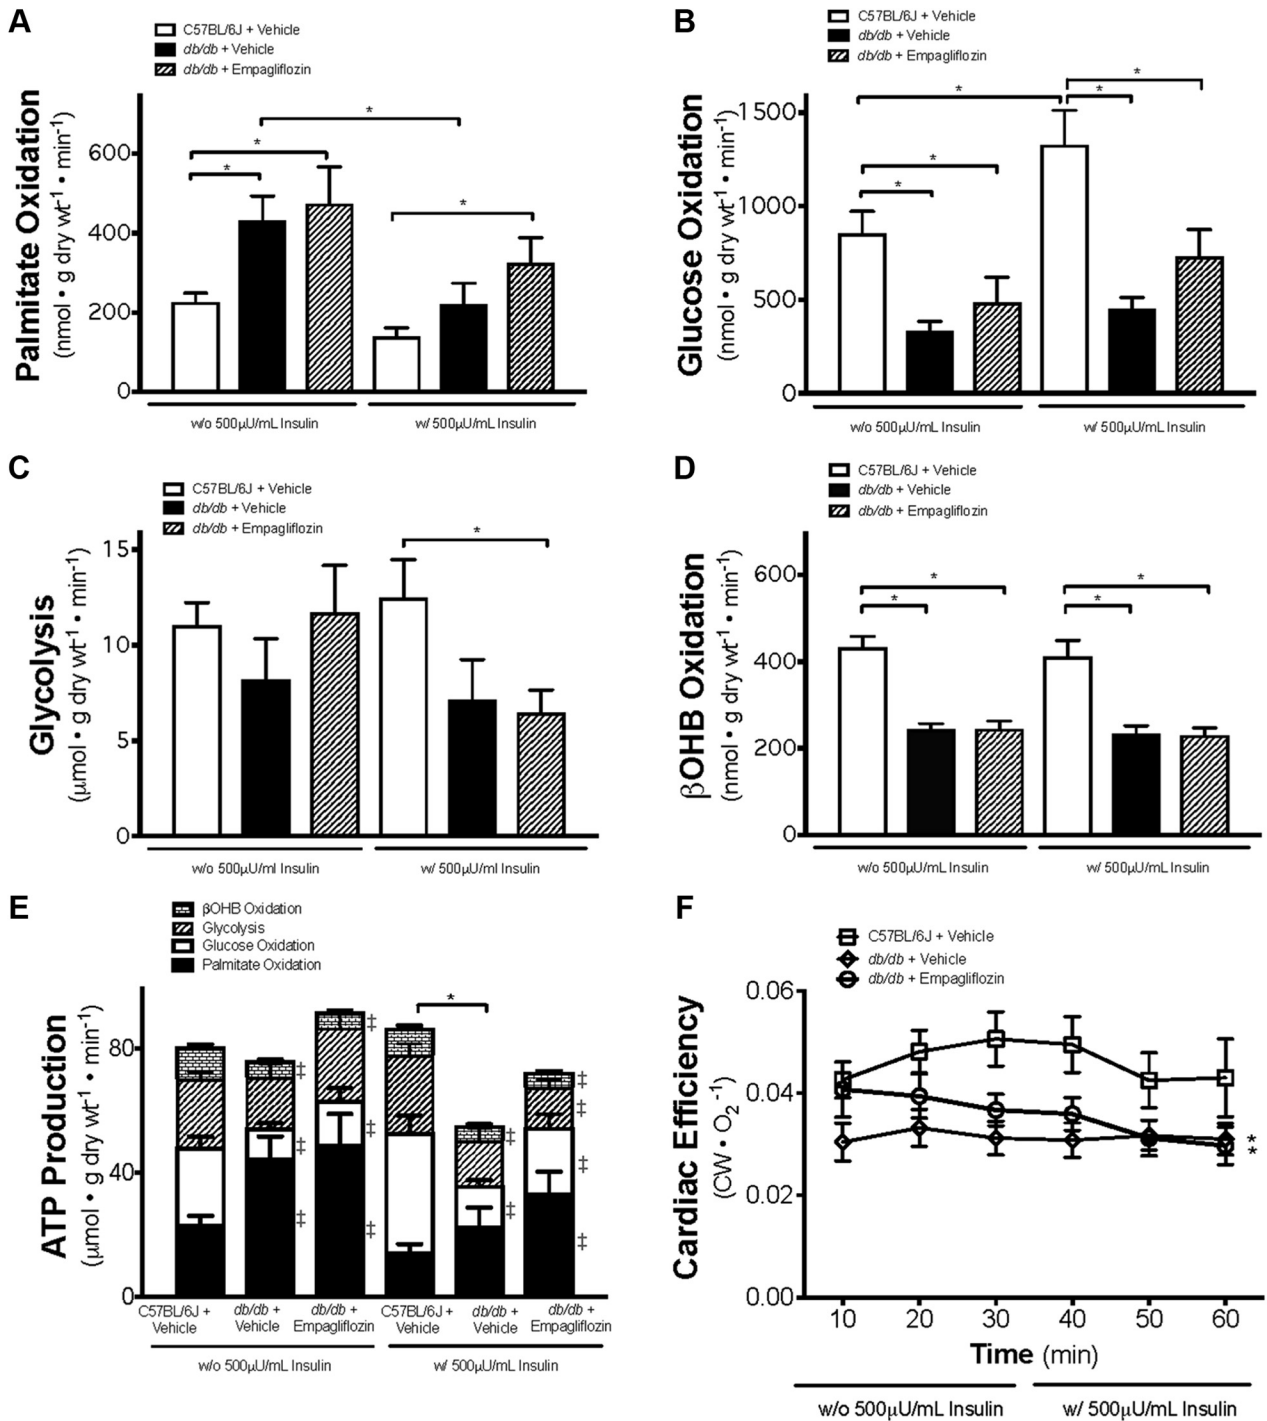 A
C57BL/6J + Vehicle
db/db + Vehicle
db/db + Empagliflozin
Palmitate Oxidation
(nmol • g dry wt⁻¹ • min⁻¹)
600
400
200
0
*
*
*
*
w/o 500µU/mL Insulin
w/ 500µU/mL Insulin
B
C57BL/6J + Vehicle
db/db + Vehicle
db/db + Empagliflozin
Glucose Oxidation
(nmol • g dry wt⁻¹ • min⁻¹)
1500
1000
500
0
*
*
*
*
*
w/o 500µU/mL Insulin
w/ 500µU/mL Insulin
C
C57BL/6J + Vehicle
db/db + Vehicle
db/db + Empagliflozin
Glycolysis
(µmol • g dry wt⁻¹ • min⁻¹)
15
10
5
0
*
w/o 500µU/ml Insulin
w/ 500µU/ml Insulin
D
C57BL/6J + Vehicle
db/db + Vehicle
db/db + Empagliflozin
βOHB Oxidation
(nmol • g dry wt⁻¹ • min⁻¹)
600
400
200
0
*
*
*
*
w/o 500µU/mL Insulin
w/ 500µU/mL Insulin
E
βOHB Oxidation
Glycolysis
Glucose Oxidation
Palmitate Oxidation
ATP Production
(µmol • g dry wt⁻¹ • min⁻¹)
80
40
0
*
‡
‡
‡
‡
‡
‡
‡
‡
‡
‡
‡
‡
C57BL/6J +
Vehicle
db/db +
Vehicle
db/db +
Empagliflozin
C57BL/6J +
Vehicle
db/db +
Vehicle
db/db +
Empagliflozin
w/o 500µU/mL Insulin
w/ 500µU/mL Insulin
F
C57BL/6J + Vehicle
db/db + Vehicle
db/db + Empagliflozin
Cardiac Efficiency
(CW • O₂⁻¹)
0.06
0.04
0.02
0.00
*
*
10 20 30 40 50 60
Time (min)
w/o 500µU/mL Insulin
w/ 500µU/mL Insulin